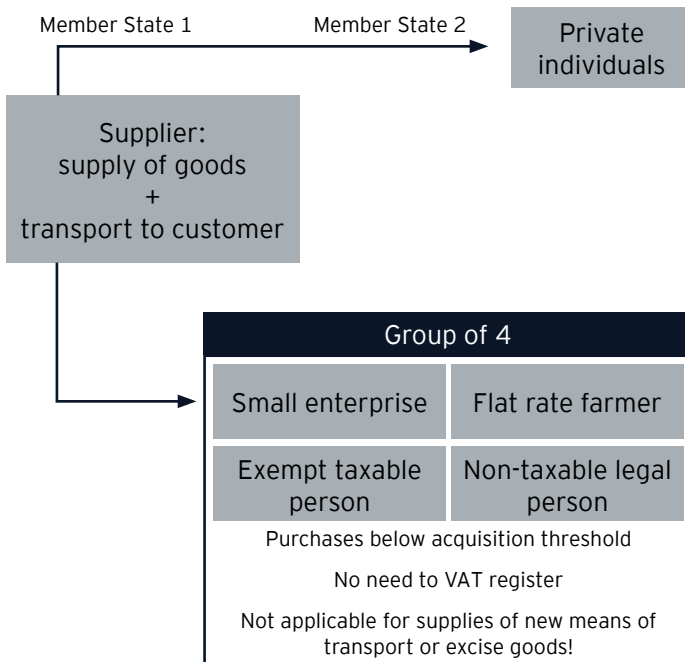 Member State 1
Member State 2
Private
individuals
Supplier:
supply of goods
+
transport to customer
Group of 4
Small enterprise
Flat rate farmer
Exempt taxable
person
Non-taxable legal
person
Purchases below acquisition threshold
No need to VAT register
Not applicable for supplies of new means of
transport or excise goods!